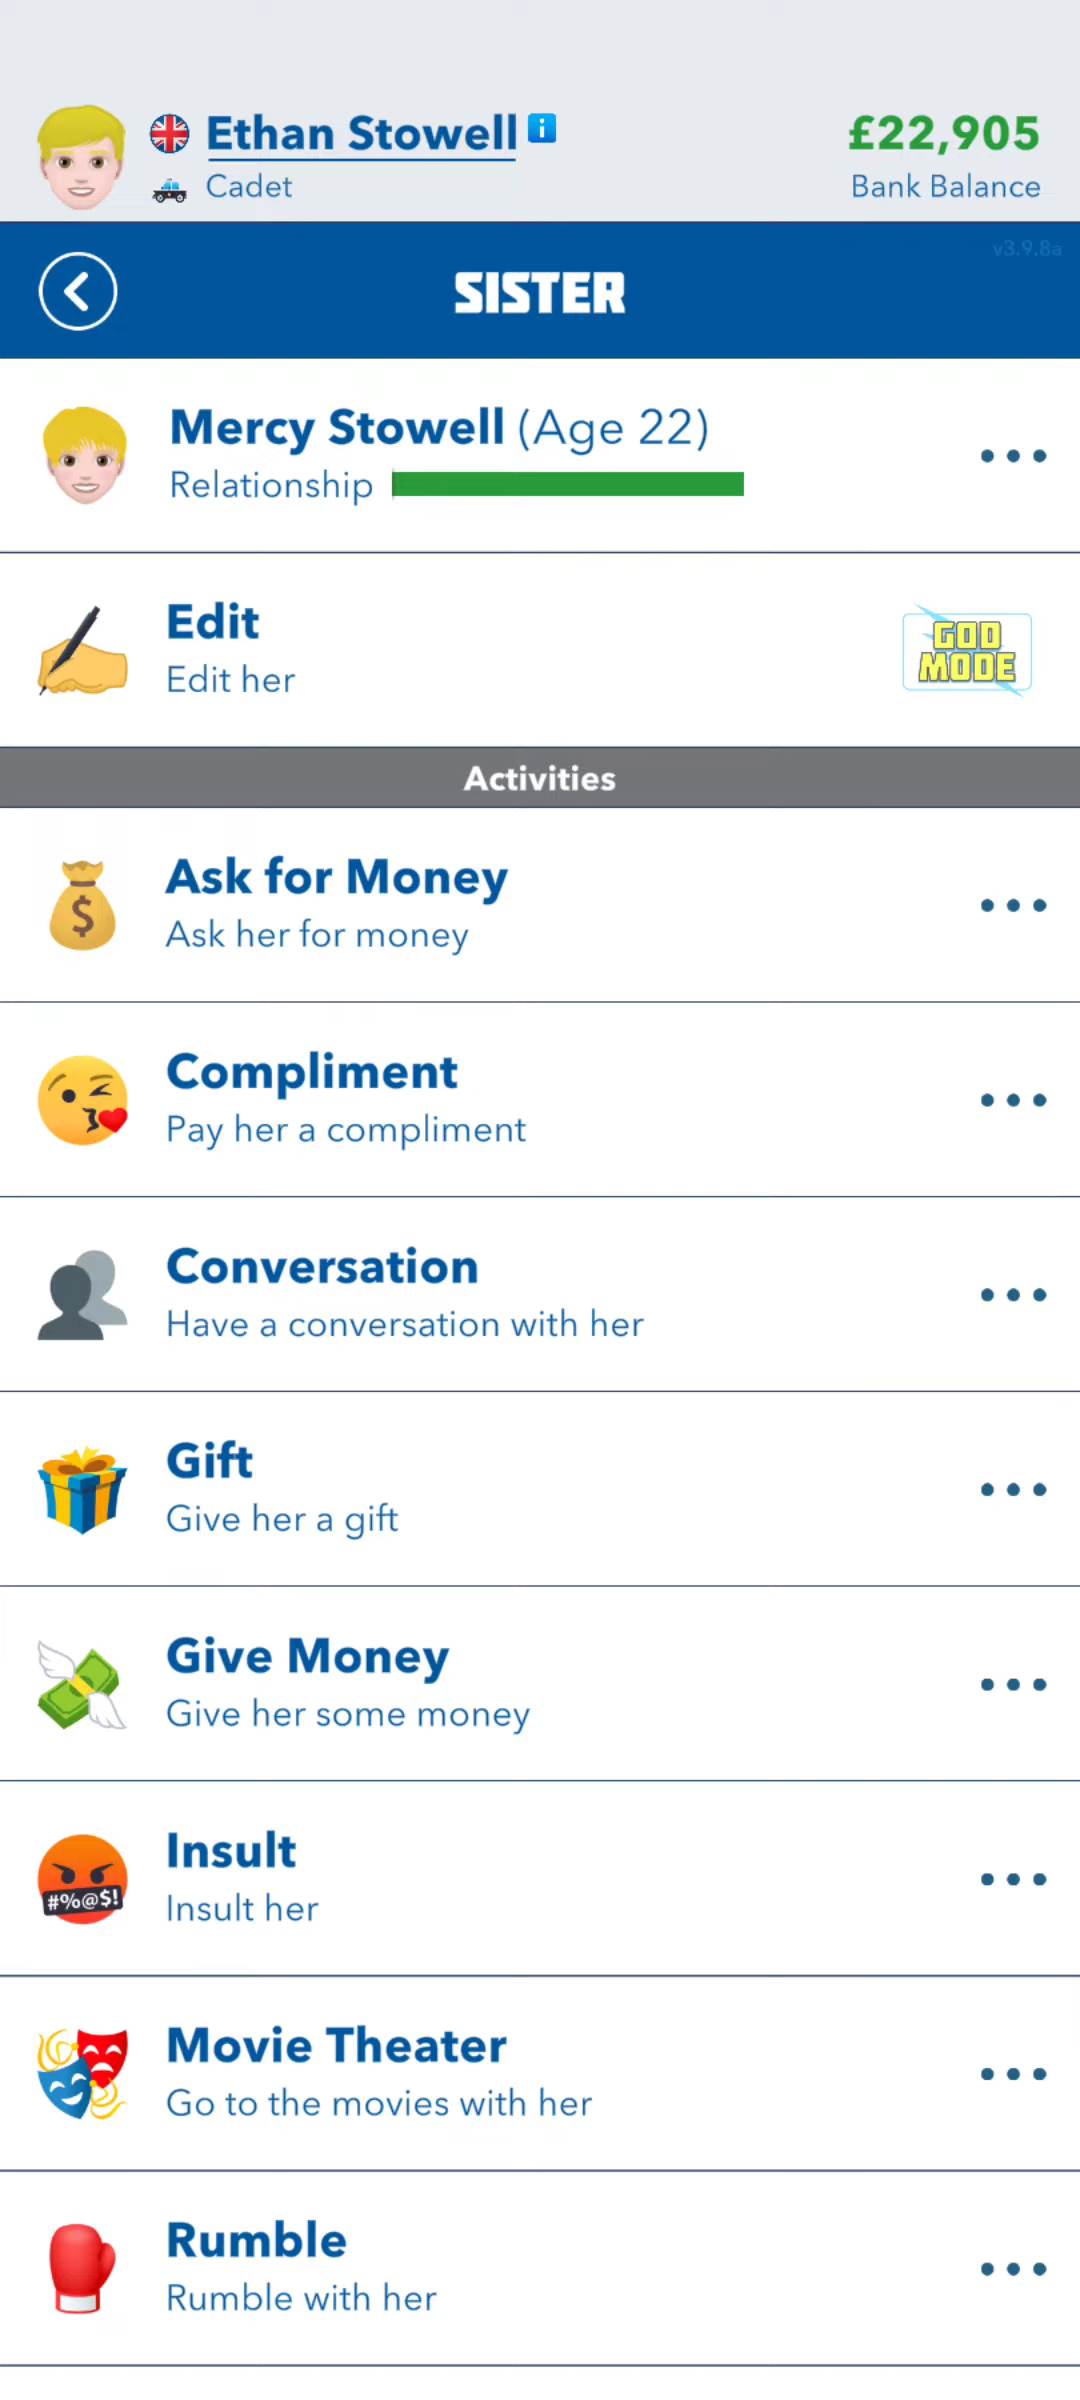 Ethan Stowell
£22,905
Cadet
Bank Balance
v3.9.8a
SISTER
Mercy Stowell (Age 22)
Relationship
Edit
Edit her
GOD
MODE
Activities
$
Ask for Money
Ask her for money
Compliment
Pay her a compliment
Conversation
Have a conversation with her
Gift
Give her a gift
Give Money
Give her some money
Insult
#%@$!
Insult her
Movie Theater
Go to the movies with her
Rumble
Rumble with her